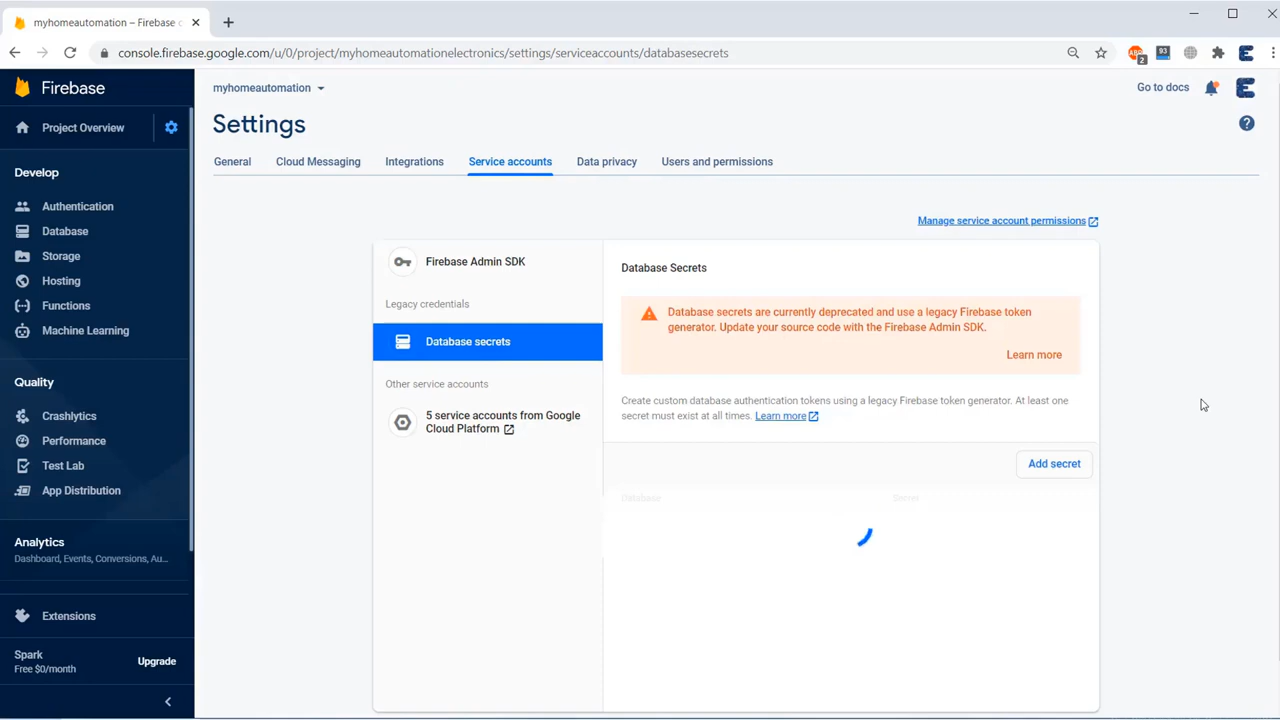 myhomeautomation – Firebase c
console.firebase.google.com/u/0/project/myhomeautomationelectronics/settings/serviceaccounts/databasesecrets
ABP
2
93
Firebase
myhomeautomation
Go to docs
Project Overview
Settings
General
Cloud Messaging
Integrations
Service accounts
Data privacy
Users and permissions
Develop
Authentication
Database
Storage
Hosting
Functions
Machine Learning
Quality
Crashlytics
Performance
Test Lab
App Distribution
Analytics
Dashboard, Events, Conversions, Au...
Extensions
Spark
Free $0/month
Upgrade
Manage service account permissions
Firebase Admin SDK
Legacy credentials
Database secrets
Other service accounts
5 service accounts from Google
Cloud Platform
Database Secrets
Database secrets are currently deprecated and use a legacy Firebase token
generator. Update your source code with the Firebase Admin SDK.
Learn more
Create custom database authentication tokens using a legacy Firebase token generator. At least one
secret must exist at all times. Learn more
Add secret
Database
Secret